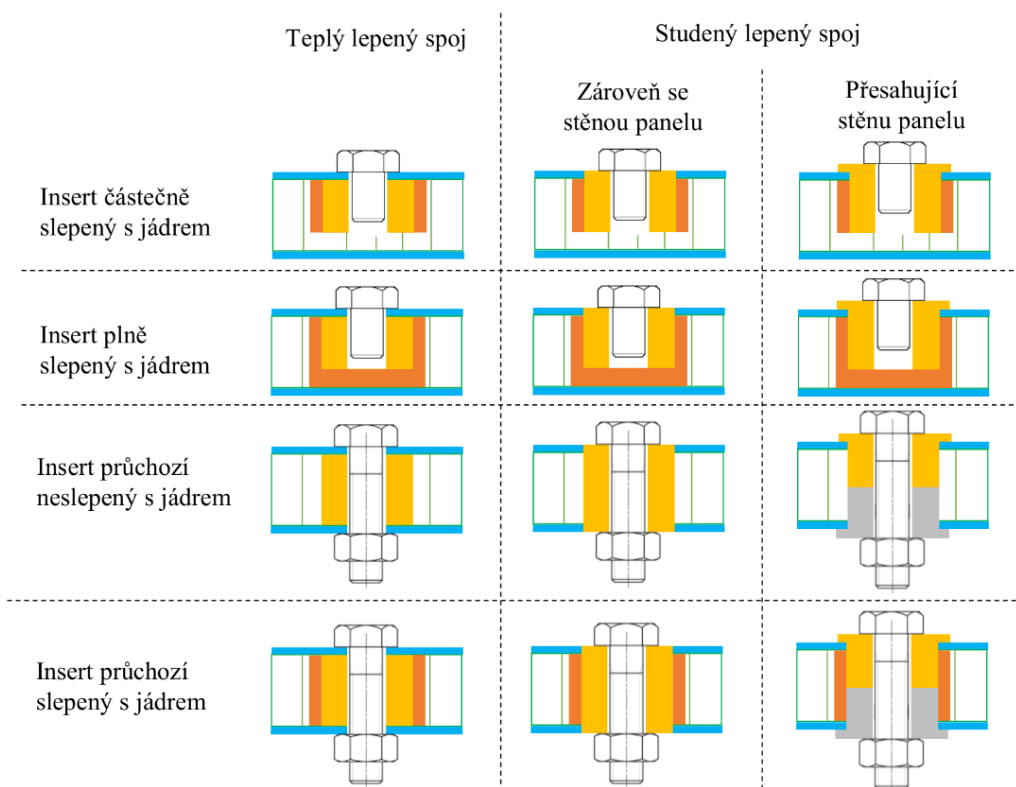 Teplý lepený spoj
Studený lepený spoj
Zároveň se
stěnou panelu
Přesahující
stěnu panelu
Insert částečně
slepený s jádrem
Insert plně
slepený s jádrem
Insert průchozí
neslepený s jádrem
Insert průchozí
slepený s jádrem